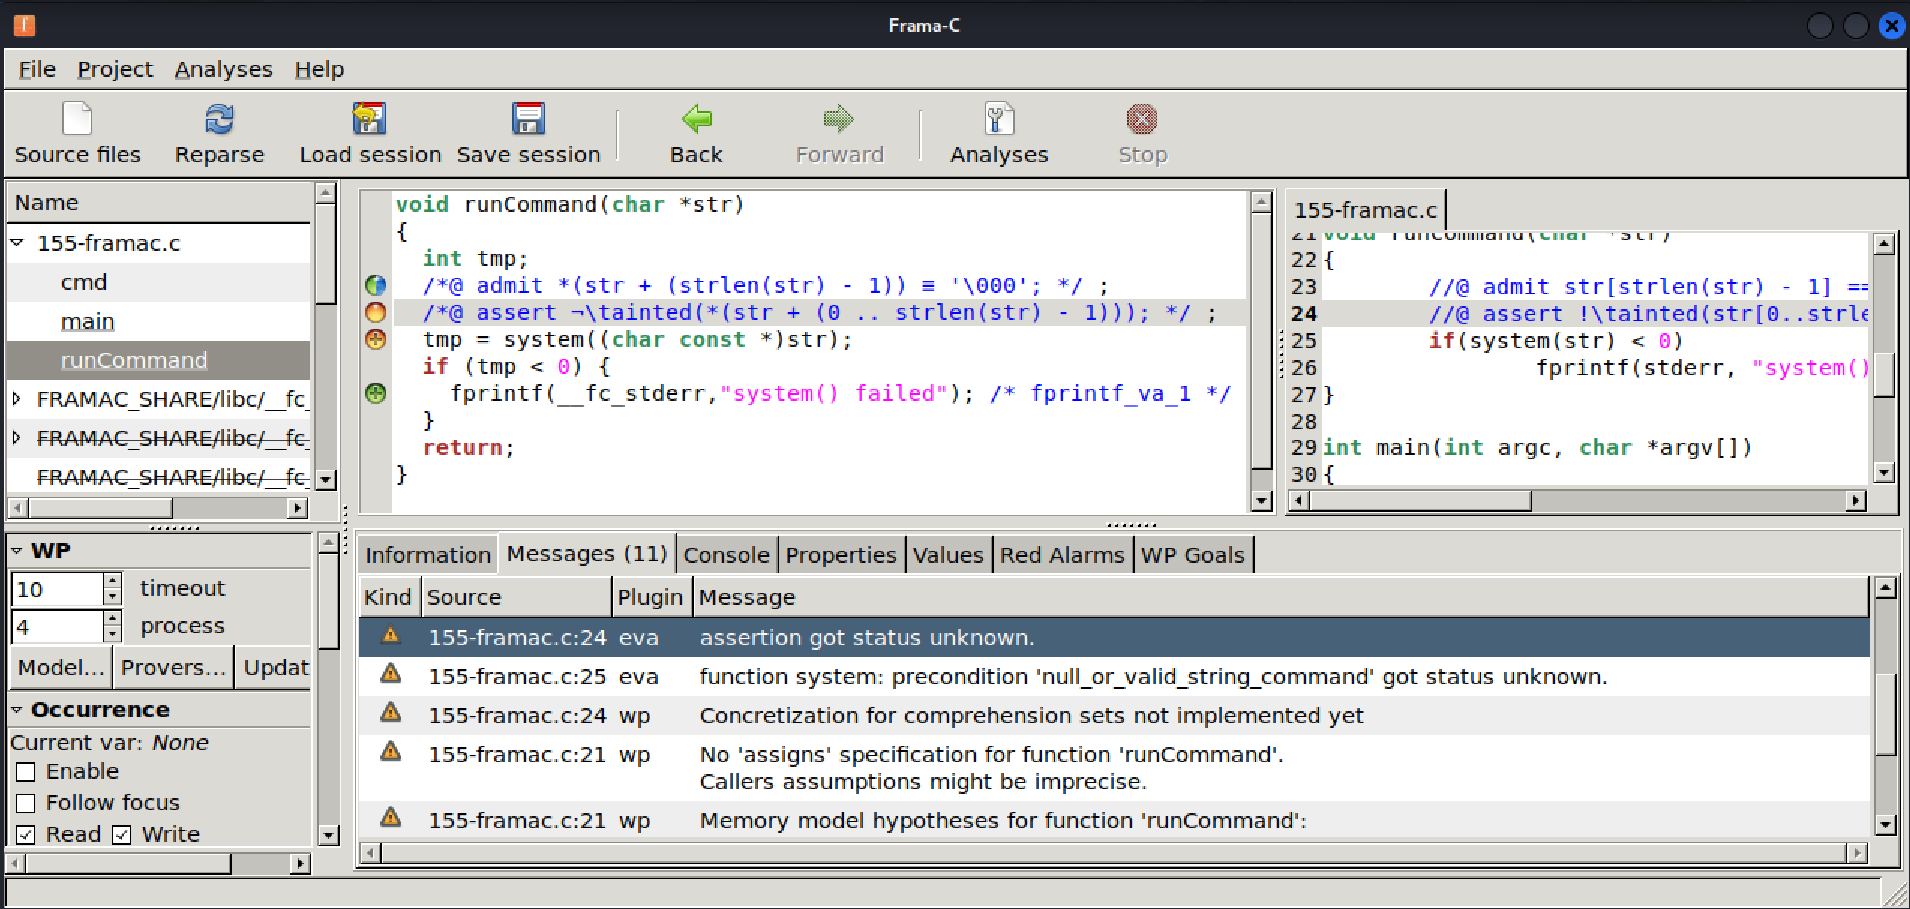 Frama-C
File Project Analyses Help
Source files Reparse Load session Save session Back Forward Analyses Stop
Name
155-framac.c
cmd
main
runCommand
FRAMAC_SHARE/libc/__fc_
FRAMAC_SHARE/libc/__fc_
FRAMAC_SHARE/libc/__fc_
void runCommand(char *str)
{
int tmp;
/*@ admit *(str + (strlen(str) - 1)) ≡ '\000'; */ ;
/*@ assert ¬\tainted(*(str + (0 .. strlen(str) - 1))); */ ;
tmp = system((char const *)str);
if (tmp < 0) {
fprintf(__fc_stderr,"system() failed"); /* fprintf_va_1 */
}
return;
}
155-framac.c
21 void runCommand(char *str)
22 {
23 //@ admit str[strlen(str) - 1] ==
24 //@ assert !\tainted(str[0..strle
25 if(system(str) < 0)
26 fprintf(stderr, "system()
27 }
28
29 int main(int argc, char *argv[])
30 {
WP
10 timeout
4 process
Model... Provers... Updat
Occurrence
Current var: None
Enable
Follow focus
Read Write
Information Messages (11) Console Properties Values Red Alarms WP Goals
Kind Source Plugin Message
155-framac.c:24 eva assertion got status unknown.
155-framac.c:25 eva function system: precondition 'null_or_valid_string_command' got status unknown.
155-framac.c:24 wp Concretization for comprehension sets not implemented yet
155-framac.c:21 wp No 'assigns' specification for function 'runCommand'.
Callers assumptions might be imprecise.
155-framac.c:21 wp Memory model hypotheses for function 'runCommand':